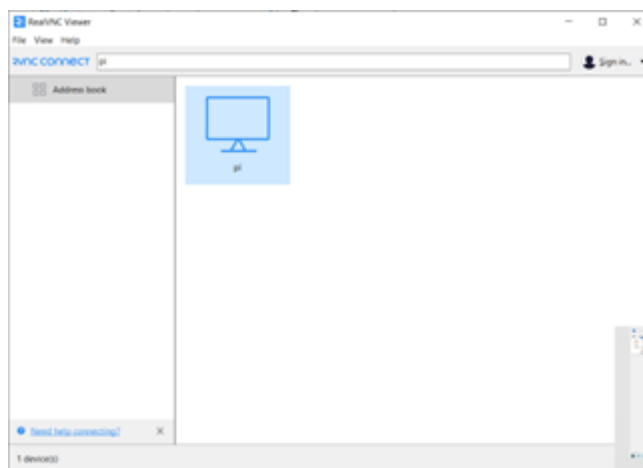 RealVNC Viewer
File View Help
VNC CONNECT pi Sign in...
Address book
pi
Need help connecting?
1 device(s)